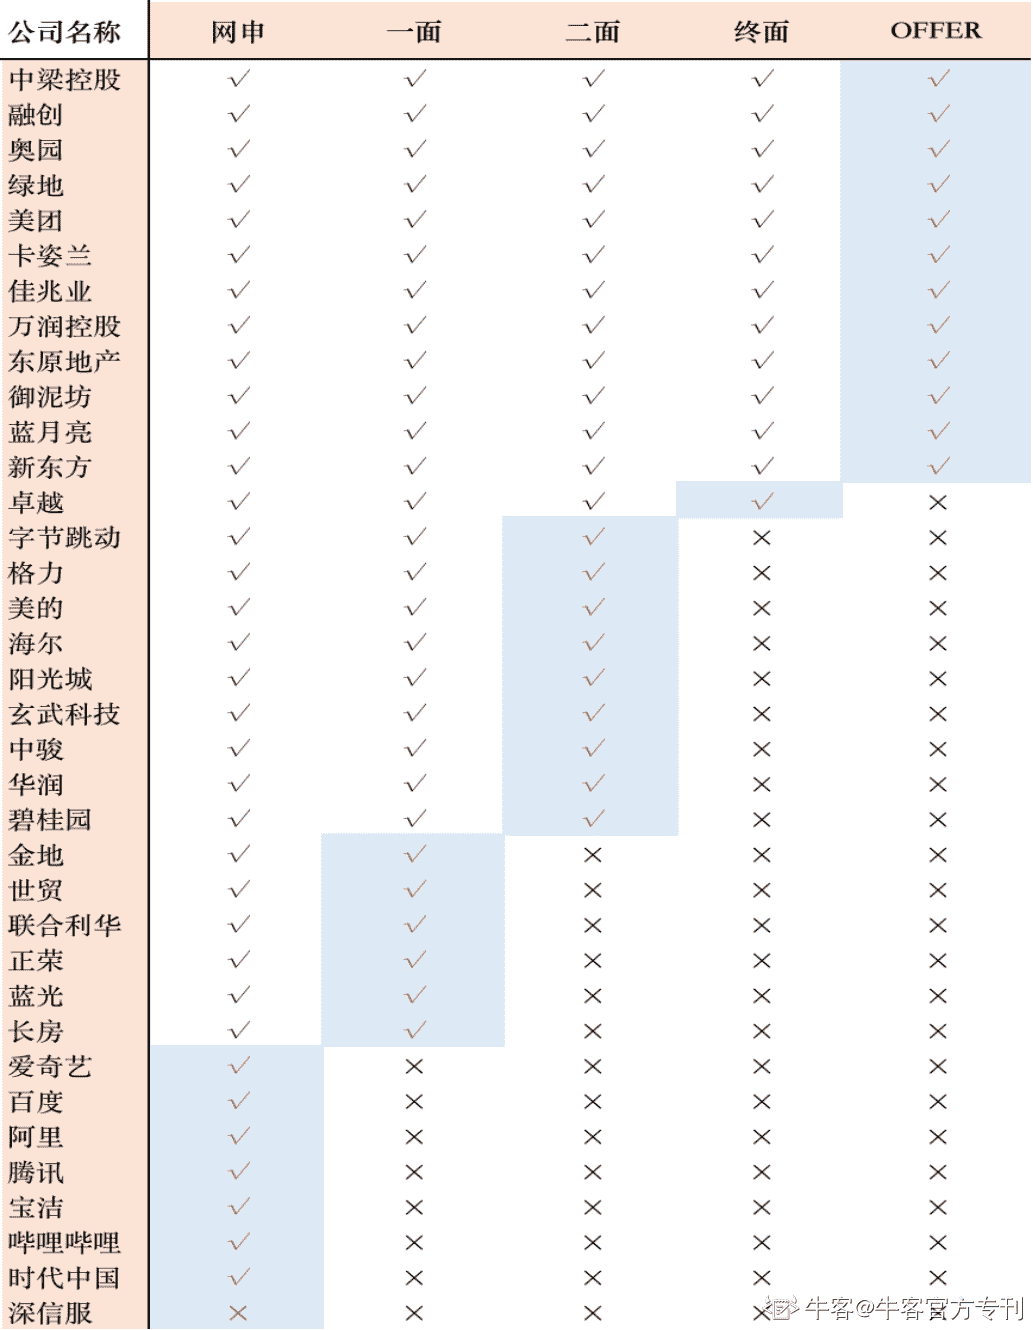 公司名称 网申 一面 二面 终面 OFFER
中梁控股 √ √ √ √ √
融创 √ √ √ √ √
奥园 √ √ √ √ √
绿地 √ √ √ √ √
美团 √ √ √ √ √
卡姿兰 √ √ √ √ √
佳兆业 √ √ √ √ √
万润控股 √ √ √ √ √
东原地产 √ √ √ √ √
御泥坊 √ √ √ √ √
蓝月亮 √ √ √ √ √
新东方 √ √ √ √ √
卓越 √ √ √ √ ×
字节跳动 √ √ √ × ×
格力 √ √ √ × ×
美的 √ √ √ × ×
海尔 √ √ √ × ×
阳光城 √ √ √ × ×
玄武科技 √ √ √ × ×
中骏 √ √ √ × ×
华润 √ √ √ × ×
碧桂园 √ √ √ × ×
金地 √ √ × × ×
世贸 √ √ × × ×
联合利华 √ √ × × ×
正荣 √ √ × × ×
蓝光 √ √ × × ×
长房 √ √ × × ×
爱奇艺 √ × × × ×
百度 √ × × × ×
阿里 √ × × × ×
腾讯 √ × × × ×
宝洁 √ × × × ×
哔哩哔哩 √ × × × ×
时代中国 √ × × × ×
深信服 × × × × ×
牛客@牛客官方专刊